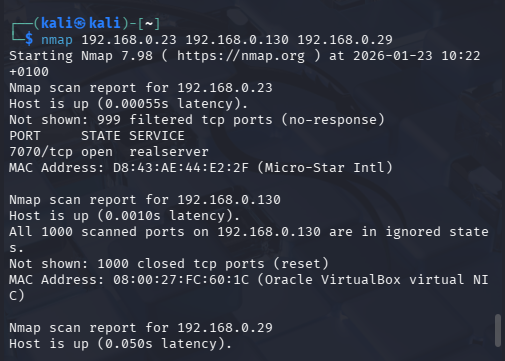 ┌──(kali㉿kali)-[~]
└─$ nmap 192.168.0.23 192.168.0.130 192.168.0.29
Starting Nmap 7.98 ( https://nmap.org ) at 2026-01-23 10:22
+0100
Nmap scan report for 192.168.0.23
Host is up (0.00055s latency).
Not shown: 999 filtered tcp ports (no-response)
PORT     STATE SERVICE
7070/tcp open  realserver
MAC Address: D8:43:AE:44:E2:2F (Micro-Star Intl)

Nmap scan report for 192.168.0.130
Host is up (0.0010s latency).
All 1000 scanned ports on 192.168.0.130 are in ignored state
s.
Not shown: 1000 closed tcp ports (reset)
MAC Address: 08:00:27:FC:60:1C (Oracle VirtualBox virtual NI
C)

Nmap scan report for 192.168.0.29
Host is up (0.050s latency).